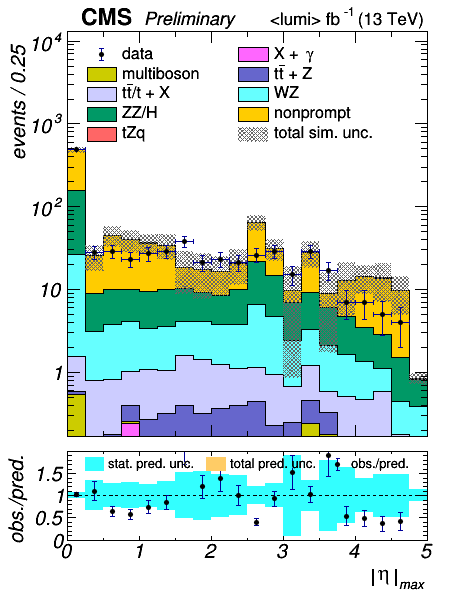 CMS Preliminary <lumi> fb⁻¹ (13 TeV)
events / 0.25
10⁴
10³
10²
10
1
data
multiboson
tt̄/t + X
ZZ/H
tZq
X + γ
tt̄ + Z
WZ
nonprompt
total sim. unc.
obs./pred.
1.5
1
0.5
0
stat. pred. unc. total pred. unc. obs./pred.
0 1 2 3 4 5
|η|max